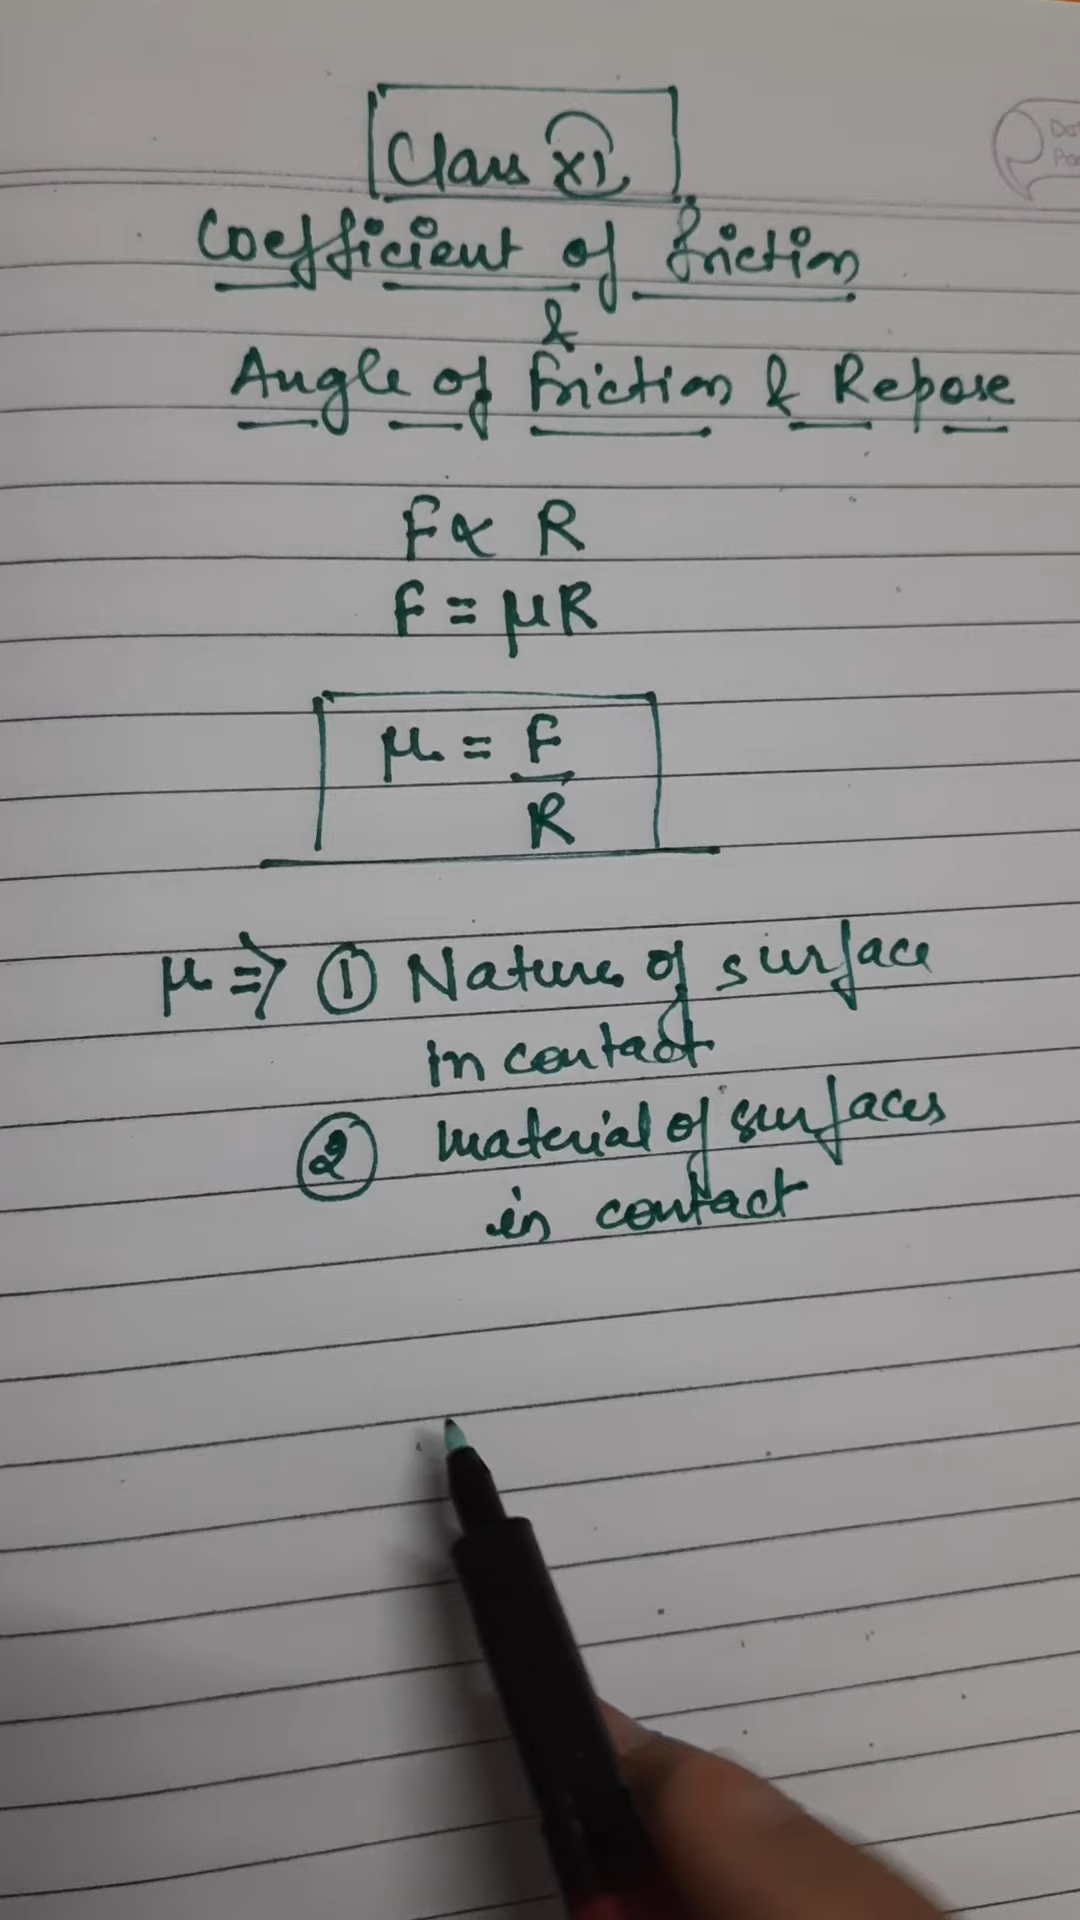 Class XI
Coefficient of friction
&
Angle of Friction & Repose
F ∝ R
F = μR
μ = F
R
μ ⇒ ① Nature of surface
in contact
② material of surfaces
in contact